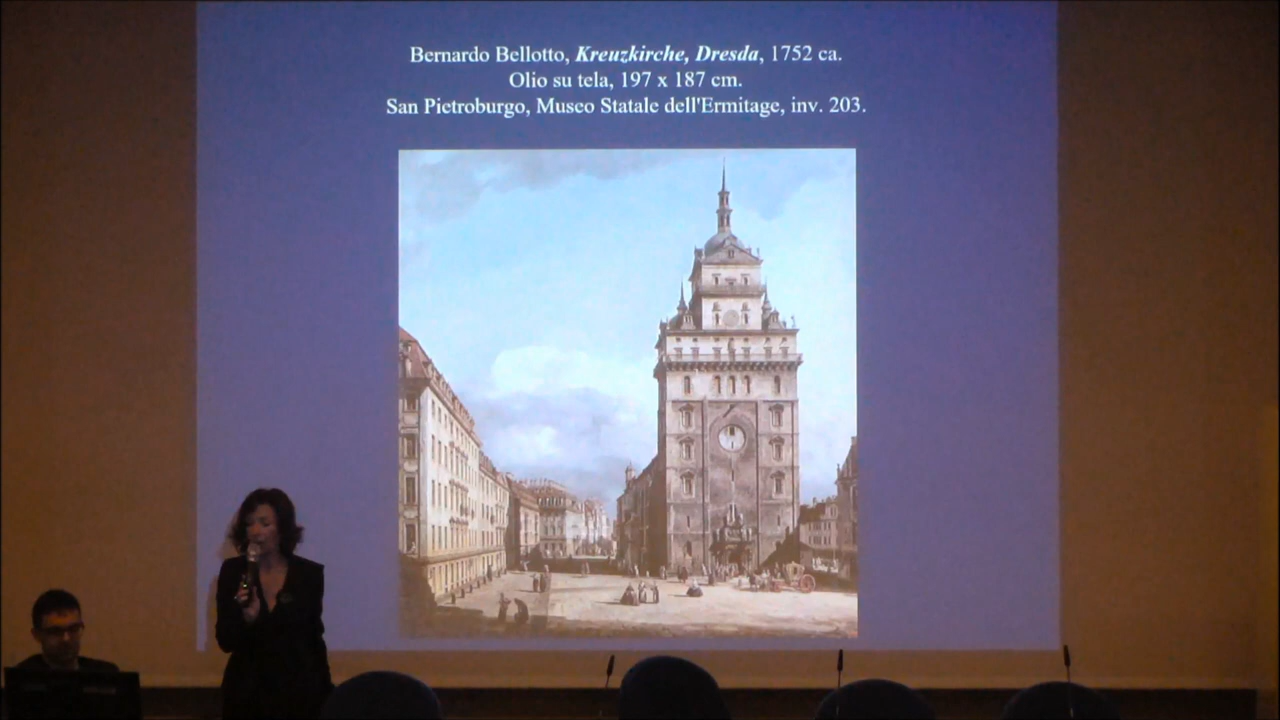 Bernardo Bellotto, Kreuzkirche, Dresda, 1752 ca.
Olio su tela, 197 x 187 cm.
San Pietroburgo, Museo Statale dell'Ermitage, inv. 203.